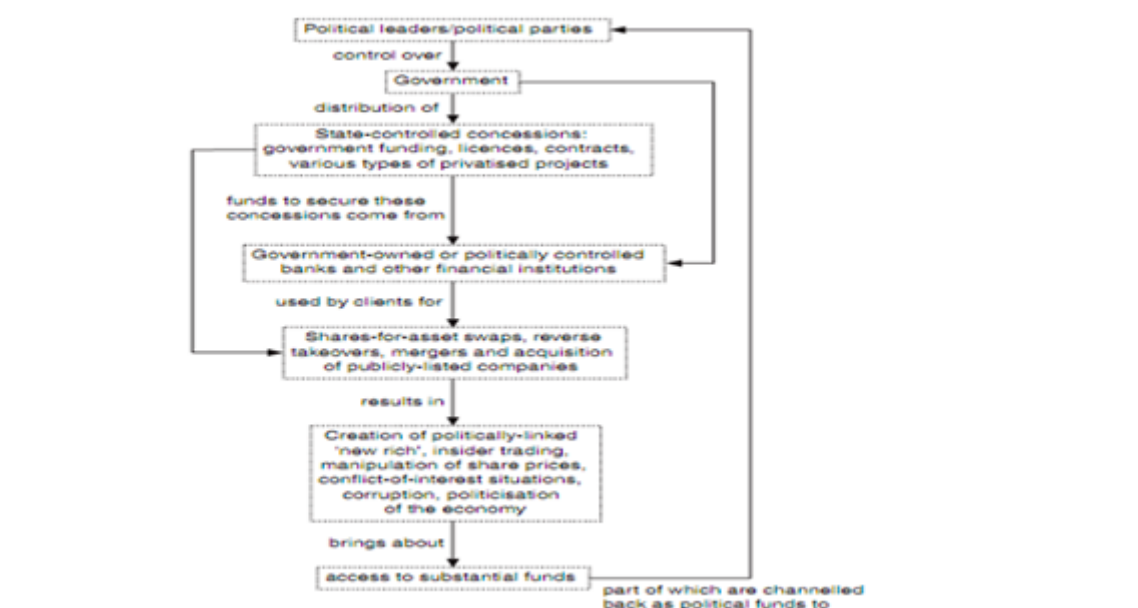 Political leaders/political parties
control over
Government
distribution of
State-controlled concessions:
government funding, licences, contracts,
various types of privatised projects
funds to secure these
concessions come from
Government-owned or politically controlled
banks and other financial institutions
used by clients for
Shares-for-asset swaps, reverse
takeovers, mergers and acquisition
of publicly-listed companies
results in
Creation of politically-linked
'new rich', insider trading,
manipulation of share prices,
conflict-of-interest situations,
corruption, politicisation
of the economy
brings about
access to substantial funds
part of which are channelled
back as political funds to